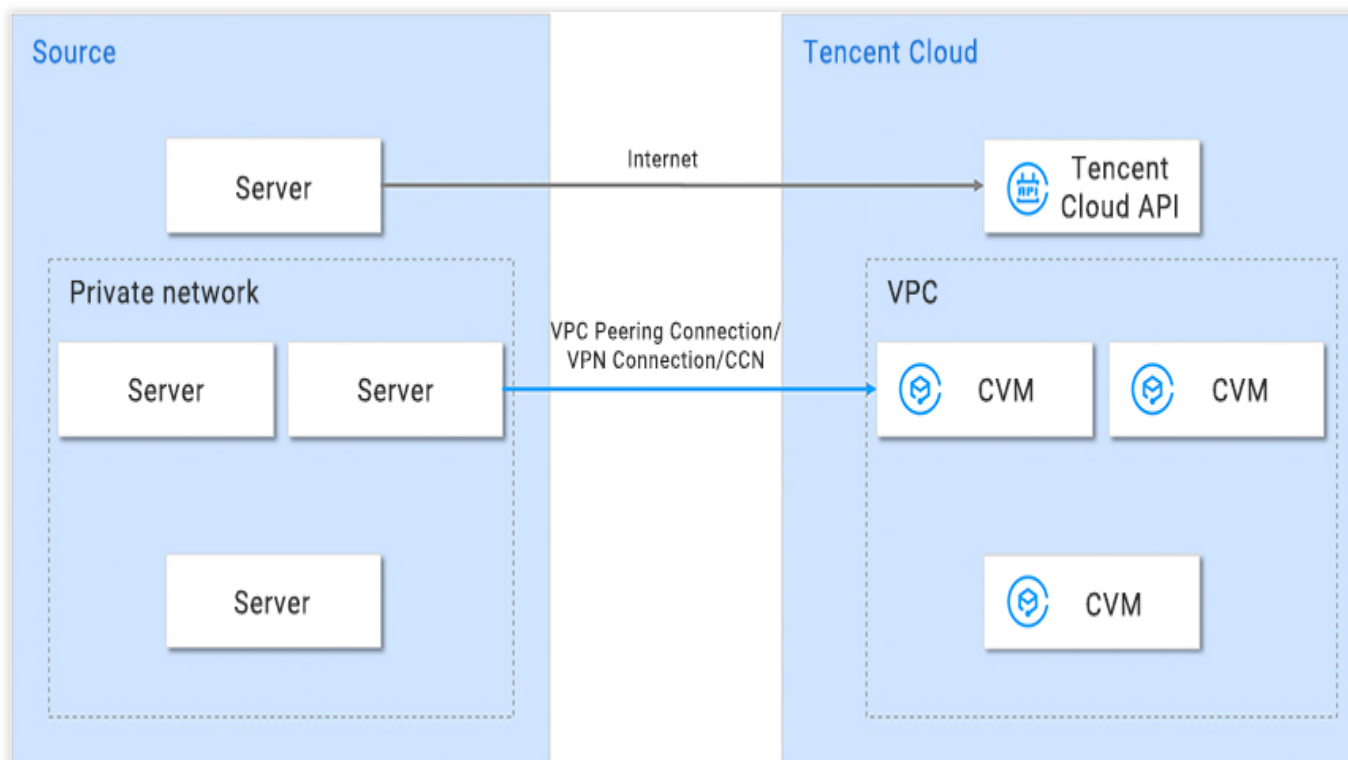 Source
Tencent Cloud
Server
Internet
API
Tencent
Cloud API
Private network
VPC
VPC Peering Connection/
VPN Connection/CCN
Server
Server
CVM
CVM
Server
CVM